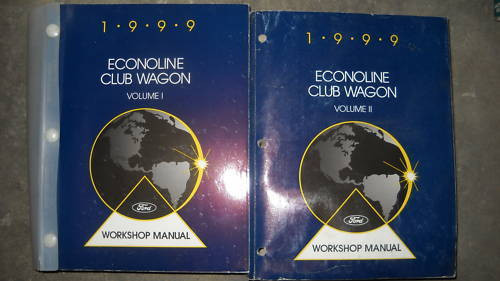 1 • 9 • 9 • 9
ECONOLINE
CLUB WAGON
VOLUME I
Ford
WORKSHOP MANUAL
1 • 9 • 9 • 9
ECONOLINE
CLUB WAGON
VOLUME II
Ford
WORKSHOP MANUAL